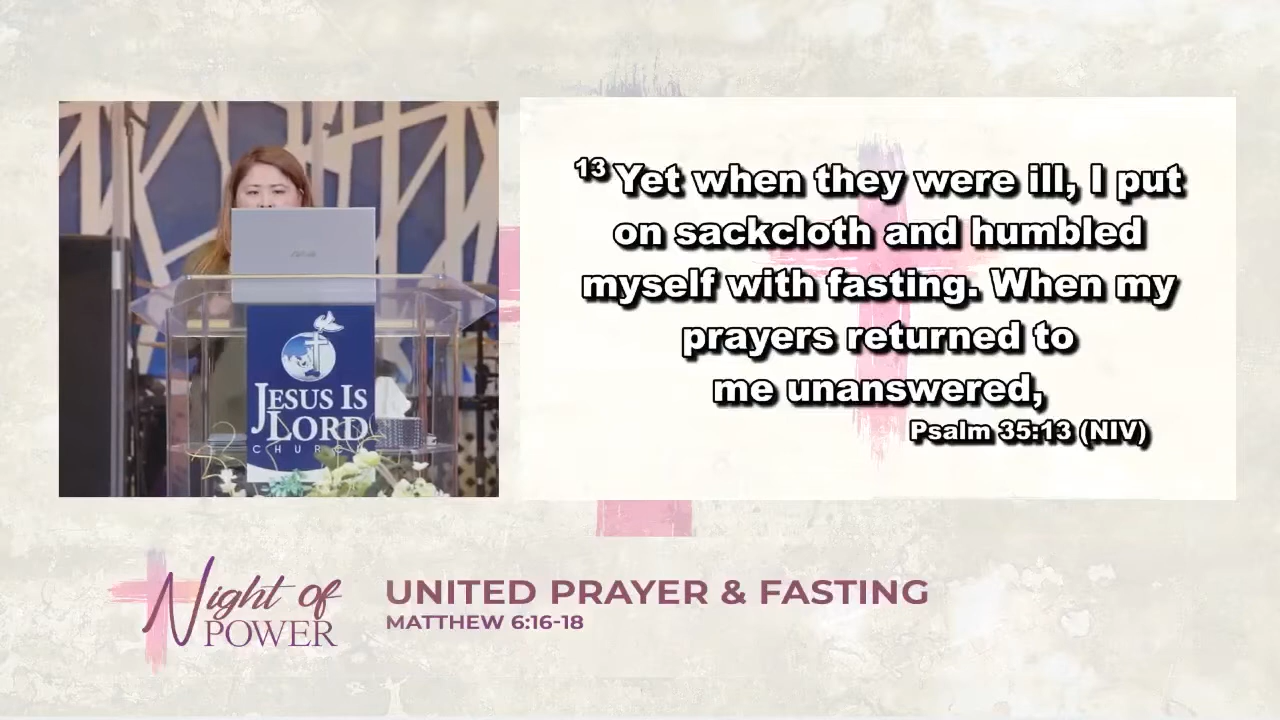 13 Yet when they were ill, I put
on sackcloth and humbled
myself with fasting. When my
prayers returned to
me unanswered,
Psalm 35:13 (NIV)
JESUS IS
LORD
CHURCH
Night of
POWER
UNITED PRAYER & FASTING
MATTHEW 6:16-18